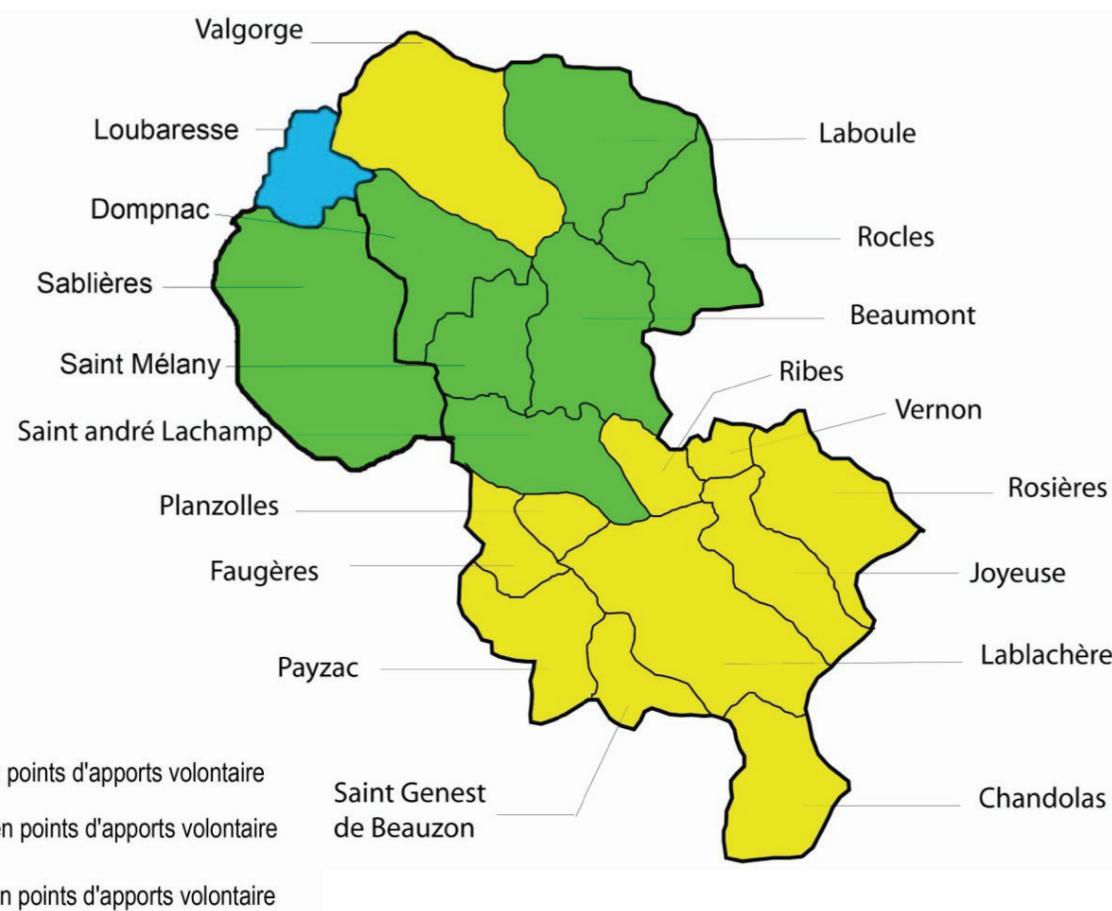 Valgorge
Loubaresse
Laboule
Dompnac
Rocles
Sablières
Beaumont
Saint Mélany
Ribes
Vernon
Saint andré Lachamp
Rosières
Planzolles
Faugères
Joyeuse
Payzac
Lablachère
points d'apports volontaire
Saint Genest
de Beauzon
Chandolas
en points d'apports volontaire
n points d'apports volontaire